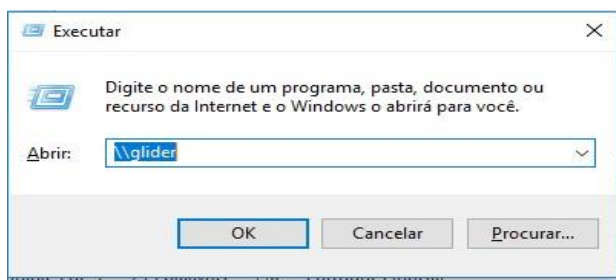 Executar
Digite o nome de um programa, pasta, documento ou
recurso da Internet e o Windows o abrirá para você.
Abrir:
\\glider
OK
Cancelar
Procurar...